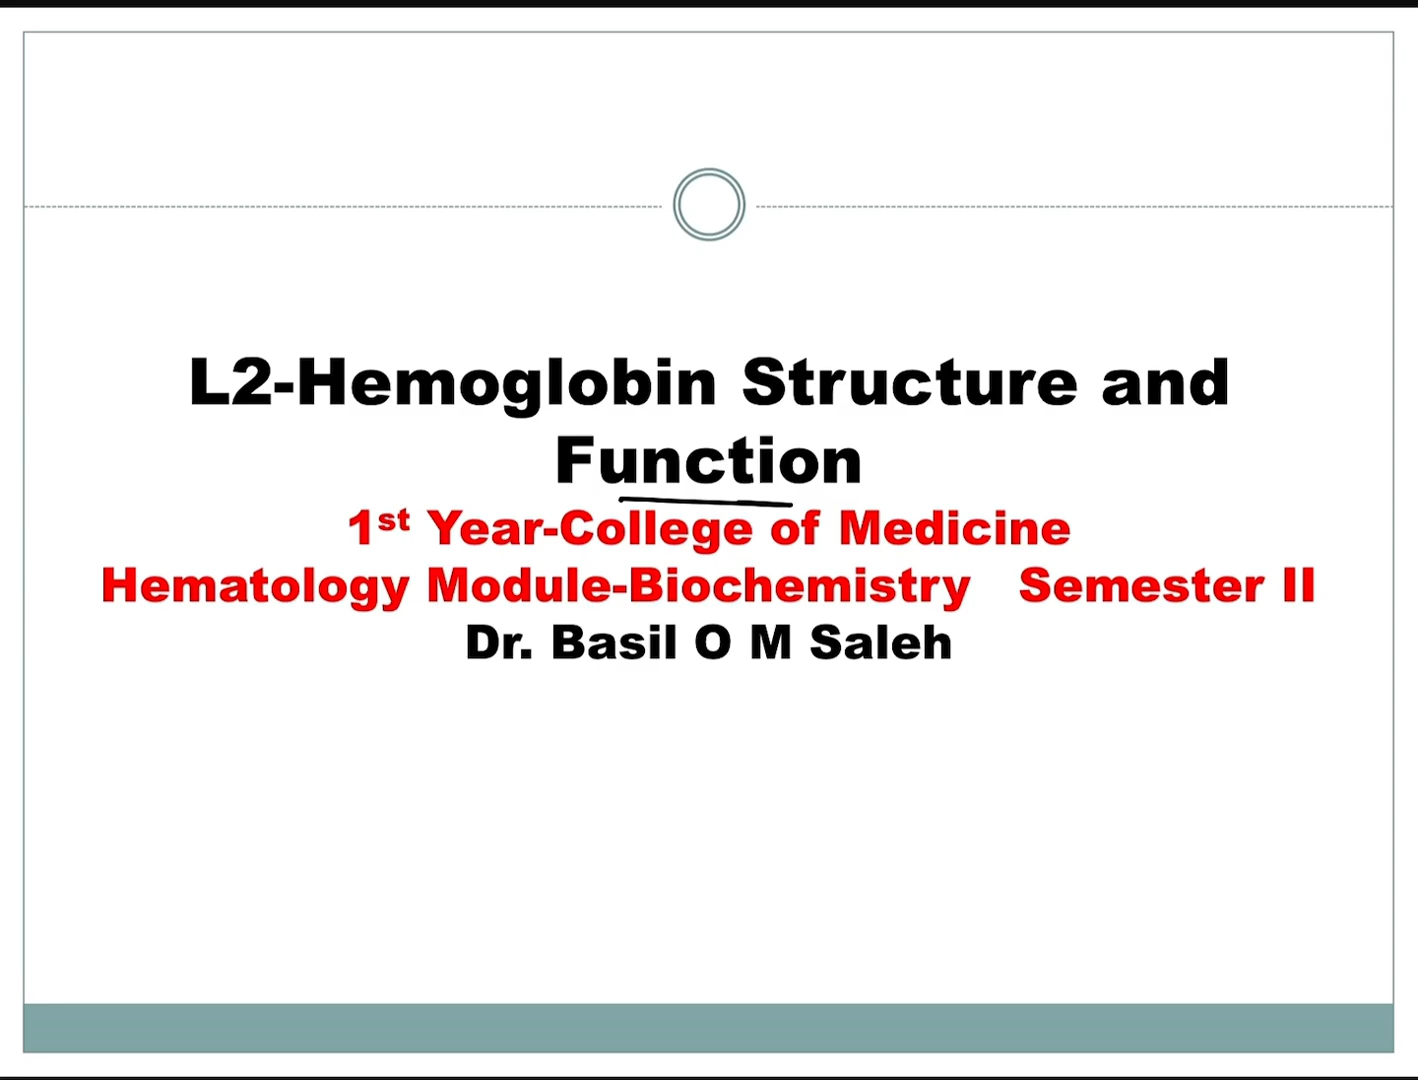 L2-Hemoglobin Structure and
Function
1st Year-College of Medicine
Hematology Module-Biochemistry Semester II
Dr. Basil O M Saleh